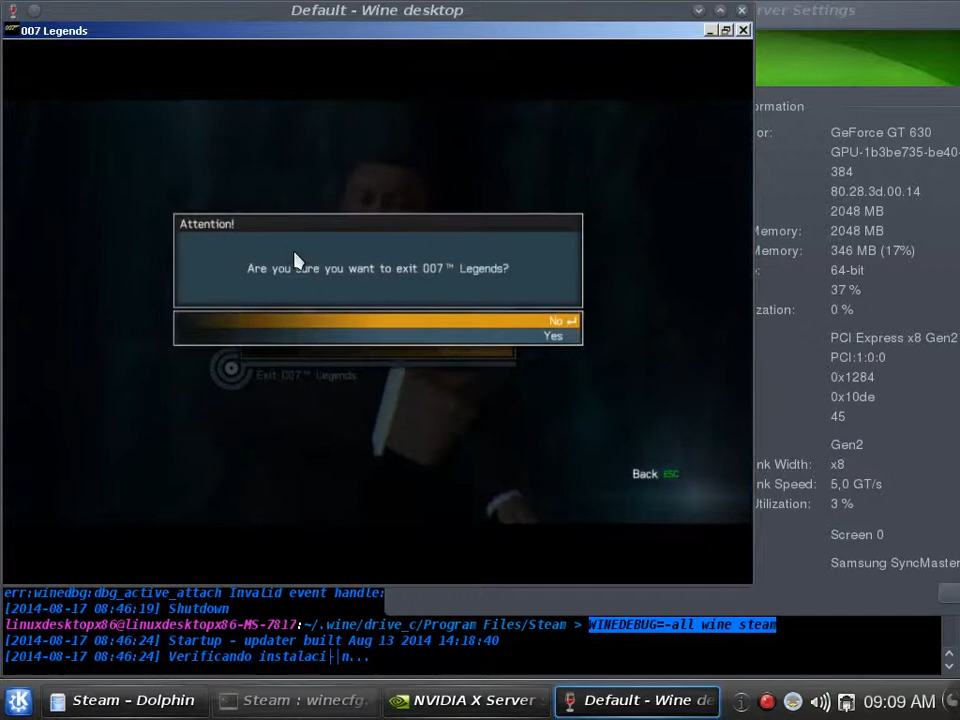 Default - Wine desktop
rver Settings
007 Legends
ormation
or:
GeForce GT 630
GPU-1b3be735-be40-
384
80.28.3d.00.14
2048 MB
Memory:
2048 MB
Memory:
346 MB (17%)
:
64-bit
37 %
zation:
0 %
PCI Express x8 Gen2
PCI:1:0:0
0x1284
0x10de
45
Gen2
nk Width:
x8
nk Speed:
5,0 GT/s
Utilization:
3 %
Screen 0
Samsung SyncMaste
Attention!
Are you sure you want to exit 007™ Legends?
No ↵
Yes
Exit 007™ Legends
Back ESC
err:winedbg:dbg_active_attach Invalid event handle:
[2014-08-17 08:46:19] Shutdown
linuxdesktopx86@linuxdesktopx86-MS-7817:~/.wine/drive_c/Program Files/Steam > WINEDEBUG=-all wine steam
[2014-08-17 08:46:24] Startup - updater built Aug 13 2014 14:18:40
[2014-08-17 08:46:24] Verificando instalaci├│n...
Steam - Dolphin
Steam : winecfg
NVIDIA X Server
Default - Wine de
09:09 AM